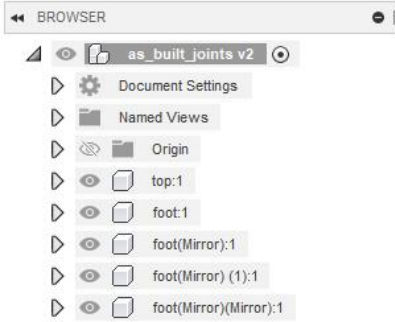 BROWSER
as_built_joints v2
Document Settings
Named Views
Origin
top:1
foot:1
foot(Mirror):1
foot(Mirror) (1):1
foot(Mirror)(Mirror):1